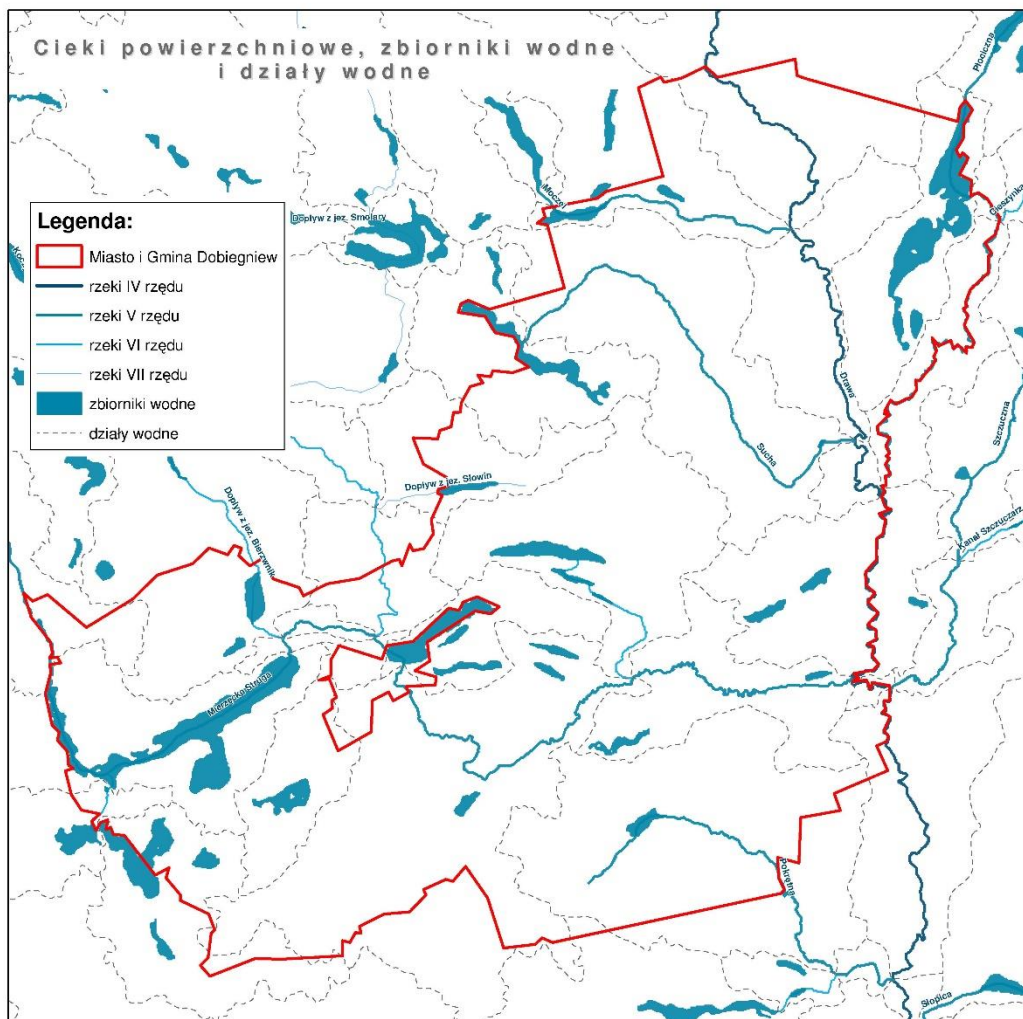 Cieki powierzchniowe, zbiorniki wodne
i działy wodne
Płociczna
Moczel
Cieszynka
Dopływ z jez. Smolary
Legenda:
Miasto i Gmina Dobiegniew
rzeki IV rzędu
rzeki V rzędu
rzeki VI rzędu
rzeki VII rzędu
zbiorniki wodne
działy wodne
Drawa
Szczuczna
Sucha
Dopływ z jez. Słowin
Dopływ z jez. Bierzwnik
Kanał Szczuczarz
Mierzęcka Struga
Pokrętna
Słopica